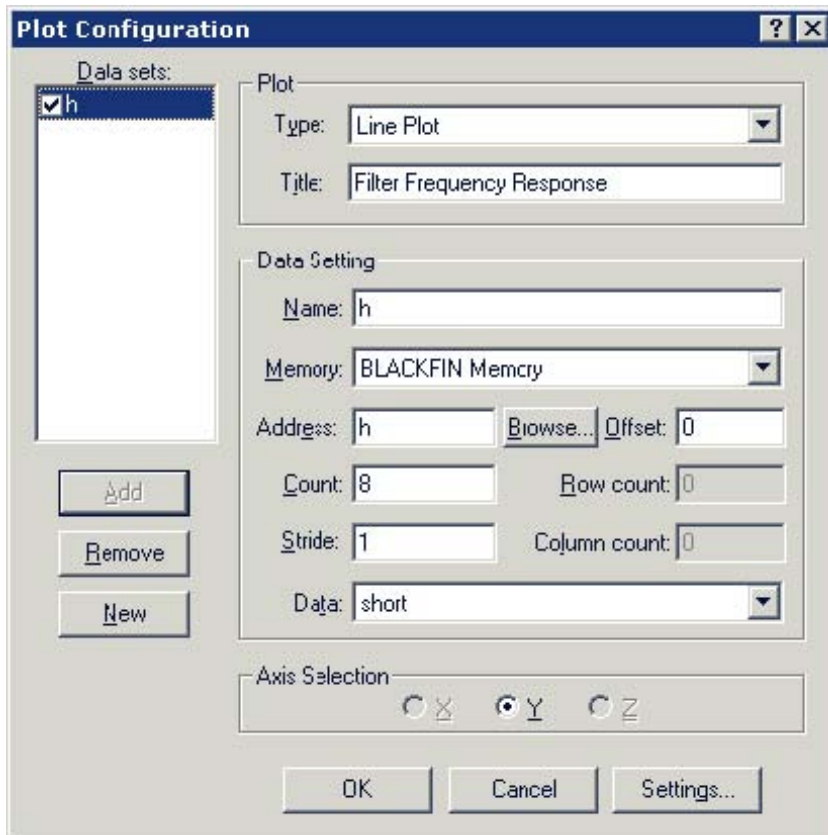 Plot Configuration
Data sets:
h
Plot
Type: Line Plot
Title: Filter Frequency Response
Data Setting
Name: h
Memory: BLACKFIN Memory
Address: h Browse... Offset: 0
Count: 8 Row count: 0
Stride: 1 Column count: 0
Data: short
Add
Remove
New
Axis Selection
X Y Z
OK Cancel Settings...